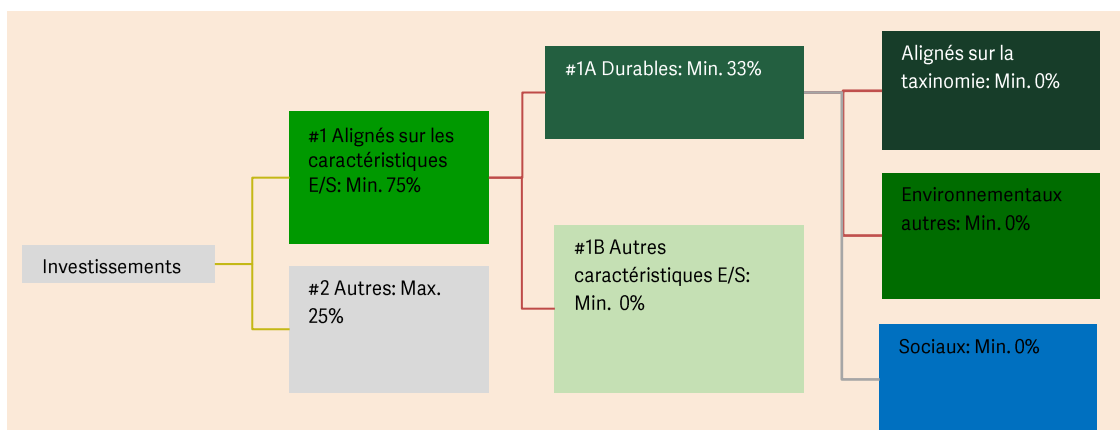 Investissements
#1 Alignés sur les
caractéristiques
E/S: Min. 75%
#2 Autres: Max.
25%
#1A Durables: Min. 33%
#1B Autres
caractéristiques E/S:
Min.  0%
Alignés sur la
taxinomie: Min. 0%
Environnementaux
autres: Min. 0%
Sociaux: Min. 0%